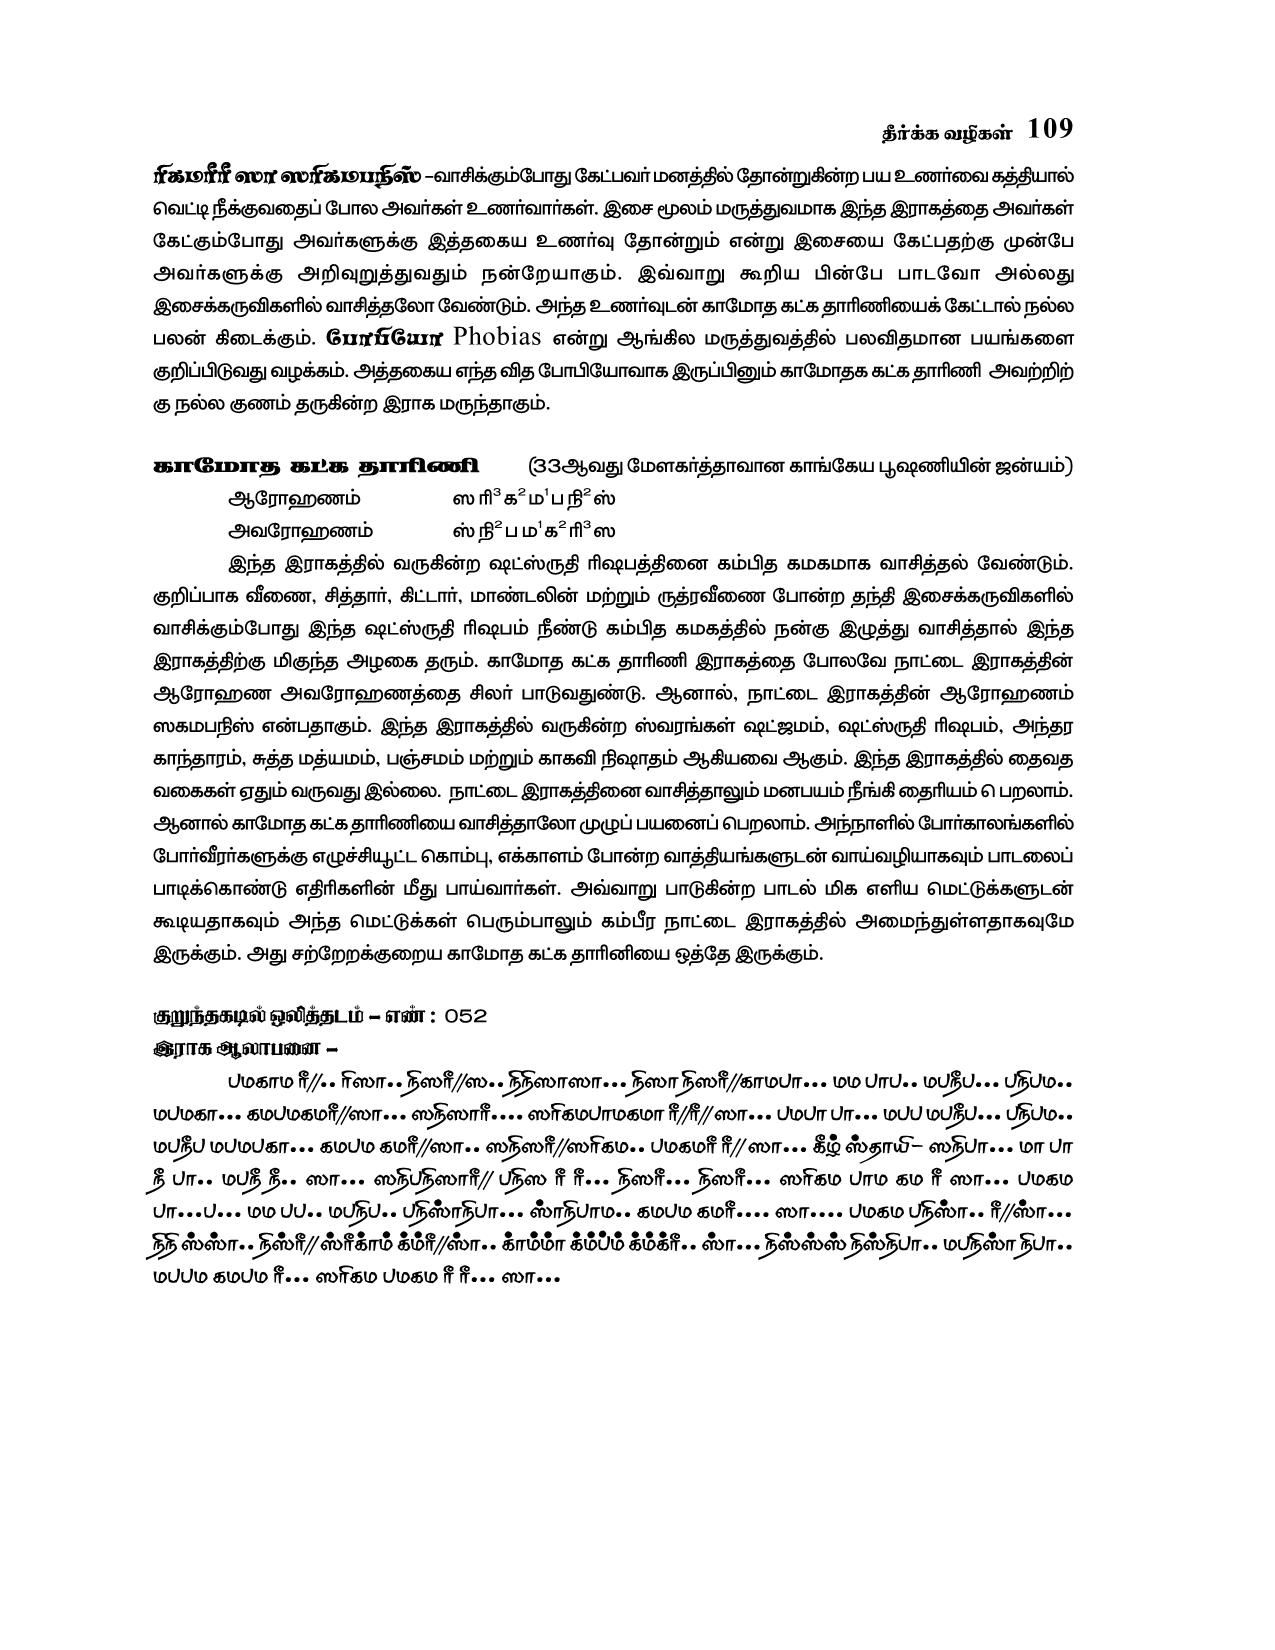 தீர்க்க வழிகள் 109
ரிகமரீரீ ஸா ஸரிகமபநிஸ் –வாசிக்கும்போது கேட்பவர் மனத்தில் தோன்றுகின்ற பய உணர்வை கத்தியால்
வெட்டி நீக்குவதைப் போல அவர்கள் உணர்வார்கள். இசை மூலம் மருத்துவமாக இந்த இராகத்தை அவர்கள்
கேட்கும்போது அவர்களுக்கு இத்தகைய உணர்வு தோன்றும் என்று இசையை கேட்பதற்கு முன்பே
அவர்களுக்கு அறிவுறுத்துவதும் நன்றேயாகும். இவ்வாறு கூறிய பின்பே பாடவோ அல்லது
இசைக்கருவிகளில் வாசித்தலோ வேண்டும். அந்த உணர்வுடன் காமோத கட்க தாரிணியைக் கேட்டால் நல்ல
பலன் கிடைக்கும். போபியோ Phobias என்று ஆங்கில மருத்துவத்தில் பலவிதமான பயங்களை
குறிப்பிடுவது வழக்கம். அத்தகைய எந்த வித போபியோவாக இருப்பினும் காமோதக கட்க தாரிணி அவற்றிற்
கு நல்ல குணம் தருகின்ற இராக மருந்தாகும்.
காமோத கட்க தாரிணி (33ஆவது மேளகர்த்தாவான காங்கேய பூஷணியின் ஜன்யம்)
ஆரோஹணம் ஸ ரி³ க² ம¹ ப நி² ஸ்
அவரோஹணம் ஸ் நி² ப ம¹ க² ரி³ ஸ
இந்த இராகத்தில் வருகின்ற ஷட்ஸ்ருதி ரிஷபத்தினை கம்பித கமகமாக வாசித்தல் வேண்டும்.
குறிப்பாக வீணை, சித்தார், கிட்டார், மாண்டலின் மற்றும் ருத்ரவீணை போன்ற தந்தி இசைக்கருவிகளில்
வாசிக்கும்போது இந்த ஷட்ஸ்ருதி ரிஷபம் நீண்டு கம்பித கமகத்தில் நன்கு இழுத்து வாசித்தால் இந்த
இராகத்திற்கு மிகுந்த அழகை தரும். காமோத கட்க தாரிணி இராகத்தை போலவே நாட்டை இராகத்தின்
ஆரோஹண அவரோஹணத்தை சிலர் பாடுவதுண்டு. ஆனால், நாட்டை இராகத்தின் ஆரோஹணம்
ஸகமபநிஸ் என்பதாகும். இந்த இராகத்தில் வருகின்ற ஸ்வரங்கள் ஷட்ஜமம், ஷட்ஸ்ருதி ரிஷபம், அந்தர
காந்தாரம், சுத்த மத்யமம், பஞ்சமம் மற்றும் காகவி நிஷாதம் ஆகியவை ஆகும். இந்த இராகத்தில் தைவத
வகைகள் ஏதும் வருவது இல்லை. நாட்டை இராகத்தினை வாசித்தாலும் மனபயம் நீங்கி தைரியம் பெறலாம்.
ஆனால் காமோத கட்க தாரிணியை வாசித்தாலோ முழுப் பயனைப் பெறலாம். அந்நாளில் போர்காலங்களில்
போர்வீரர்களுக்கு எழுச்சியூட்ட கொம்பு, எக்காளம் போன்ற வாத்தியங்களுடன் வாய்வழியாகவும் பாடலைப்
பாடிக்கொண்டு எதிரிகளின் மீது பாய்வார்கள். அவ்வாறு பாடுகின்ற பாடல் மிக எளிய மெட்டுக்களுடன்
கூடியதாகவும் அந்த மெட்டுக்கள் பெரும்பாலும் கம்பீர நாட்டை இராகத்தில் அமைந்துள்ளதாகவுமே
இருக்கும். அது சற்றேறக்குறைய காமோத கட்க தாரினியை ஒத்தே இருக்கும்.
குறுந்தகடில் ஒலித்தடம் – எண் : 052
இராக ஆலாபனை –
பமகாம ரீ//.. ரிஸா.. நிஸரீ//ஸ.. நிநிஸாஸா... நிஸா நிஸரீ//காமபா... மம பாப.. மபநீப... பநிபம..
மபமகா... கமபமகமரீ//ஸா... ஸநிஸாரீ.... ஸரிகமபாமகமா ரீ//ரீ// ஸா... பமபா பா... மபப மபநீப... பநிபம..
மபநீப மபமபகா... கமபம கமரீ//ஸா.. ஸநிஸரீ//ஸரிகம.. பமகமரீ ரீ// ஸா... கீழ் ஸ்தாயி– ஸநிபா... மா பா
நீ பா.. மபநீ நீ.. ஸா... ஸநிபநிஸாரீ// பநிஸ ரீ ரீ... நிஸரீ... நிஸரீ... ஸரிகம பாம கம ரீ ஸா... பமகம
பா...ப... மம பப.. மபநிப.. பநிஸ்ாநிபா... ஸ்ாநிபாம.. கமபம கமரீ.... ஸா.... பமகம பநிஸ்ா.. ரீ//ஸ்ா...
நிநி ஸ்ஸ்ா.. நிஸ்ரீ// ஸ்ரீக்ாம் க்ம்ரீ//ஸ்ா.. க்ாம்ம்ா க்ம்ப்ம் க்ம்க்ரீ.. ஸ்ா... நிஸ்ஸ்ஸ் நிஸ்நிபா.. மபநிஸ்ா நிபா..
மபபம கமபம ரீ... ஸரிகம பமகம ரீ ரீ... ஸா...